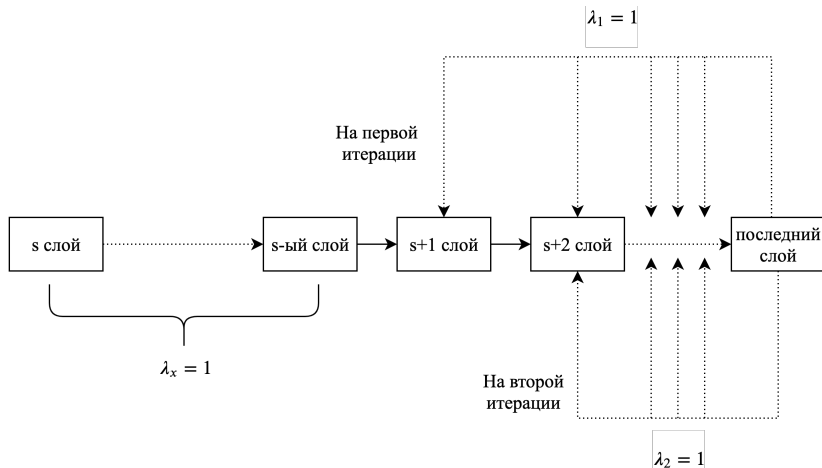 λ₁ = 1
На первой
итерации
s слой
s-ый слой
s+1 слой
s+2 слой
последний
слой
λₓ = 1
На второй
итерации
λ₂ = 1